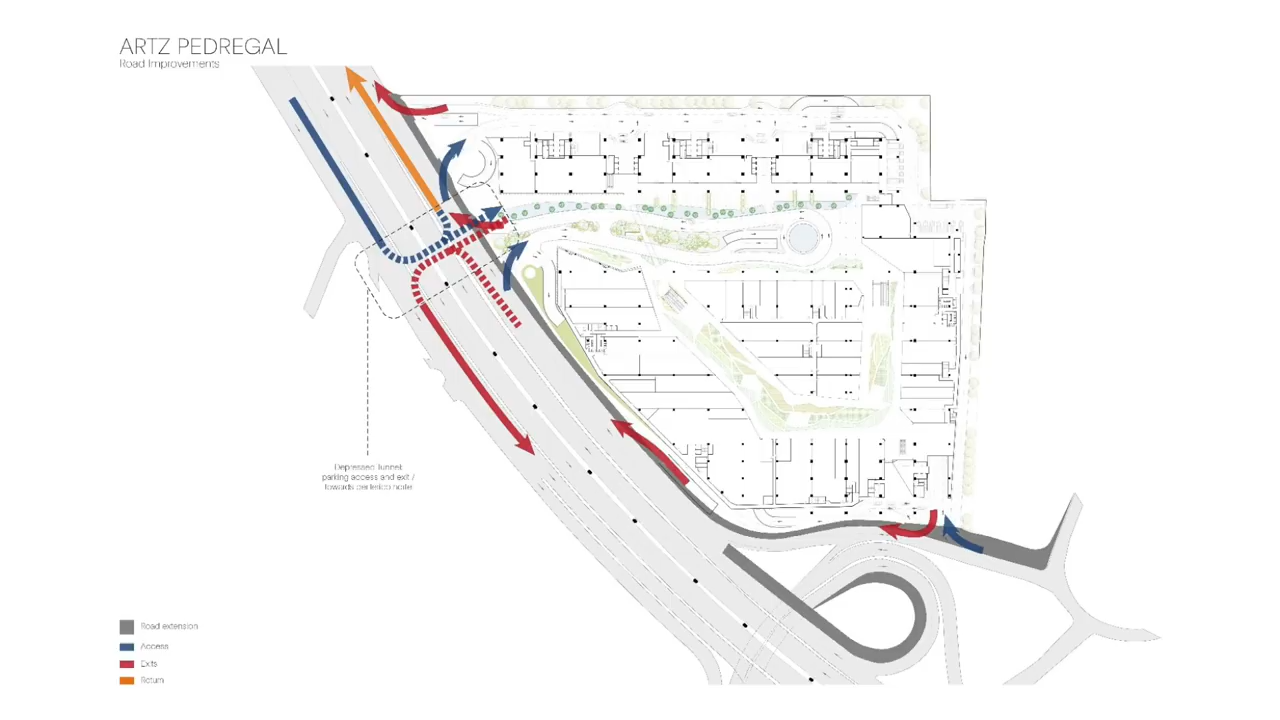 ARTZ PEDREGAL
Road Improvements
Depressed Tunnel:
parking access and exit /
towards periferico norte
Road extension
Access
Exits
Return